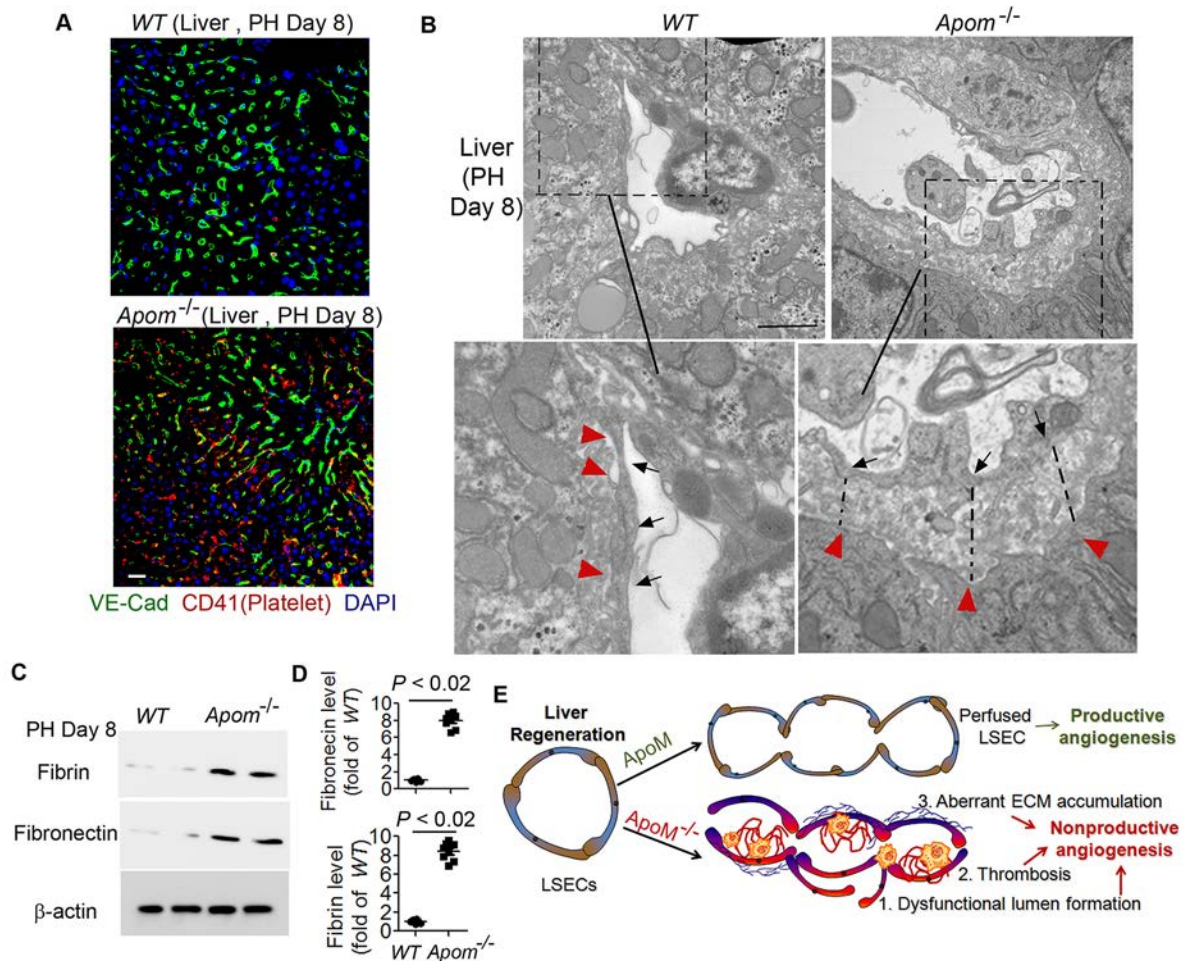 A
WT (Liver , PH Day 8)
Apom-/-(Liver , PH Day 8)
VE-Cad CD41(Platelet) DAPI
B
WT Apom-/-
Liver
(PH
Day 8)
C
PH Day 8 WT Apom-/-
Fibrin
Fibronectin
β-actin
D
P < 0.02
Fibronecin level
(fold of WT)
10
8
6
4
2
0
P < 0.02
Fibrin level
(fold of WT)
10
8
6
4
2
0
WT Apom-/-
E
Liver
Regeneration
LSECs
ApoM
Perfused
LSEC
Productive
angiogenesis
ApoM-/-
3. Aberrant ECM accumulation
Nonproductive
angiogenesis
2. Thrombosis
1. Dysfunctional lumen formation